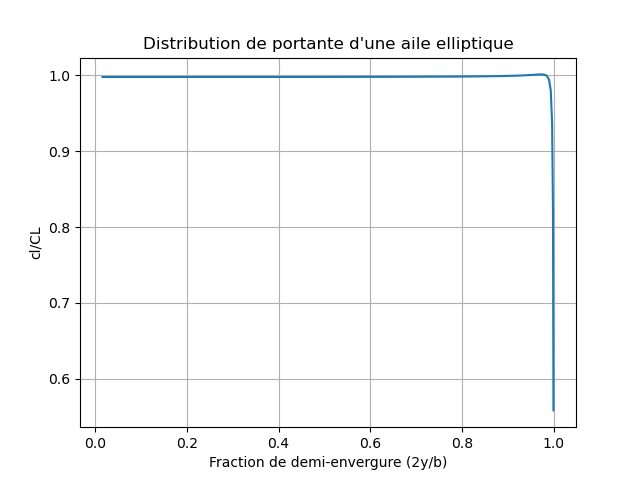 Distribution de portante d'une aile elliptique
1.0
0.9
0.8
0.7
0.6
cl/CL
0.0 0.2 0.4 0.6 0.8 1.0
Fraction de demi-envergure (2y/b)